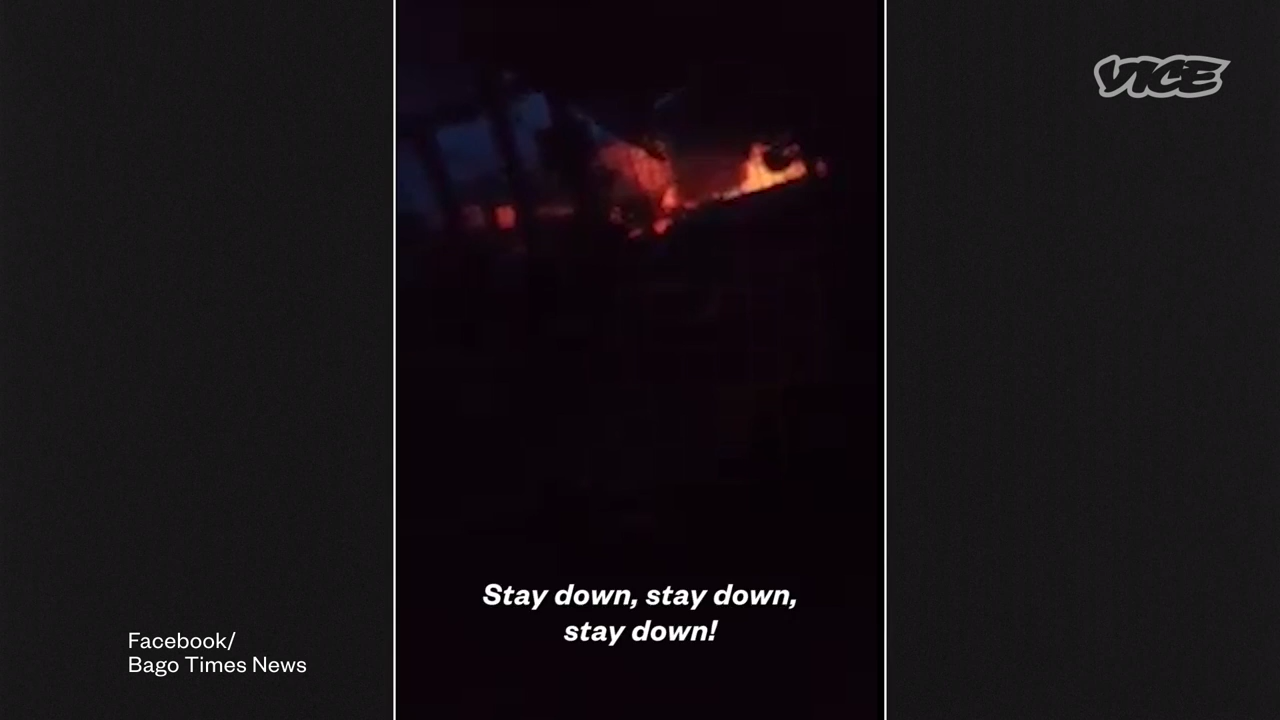 VICE
Stay down, stay down,
stay down!
Facebook/
Bago Times News